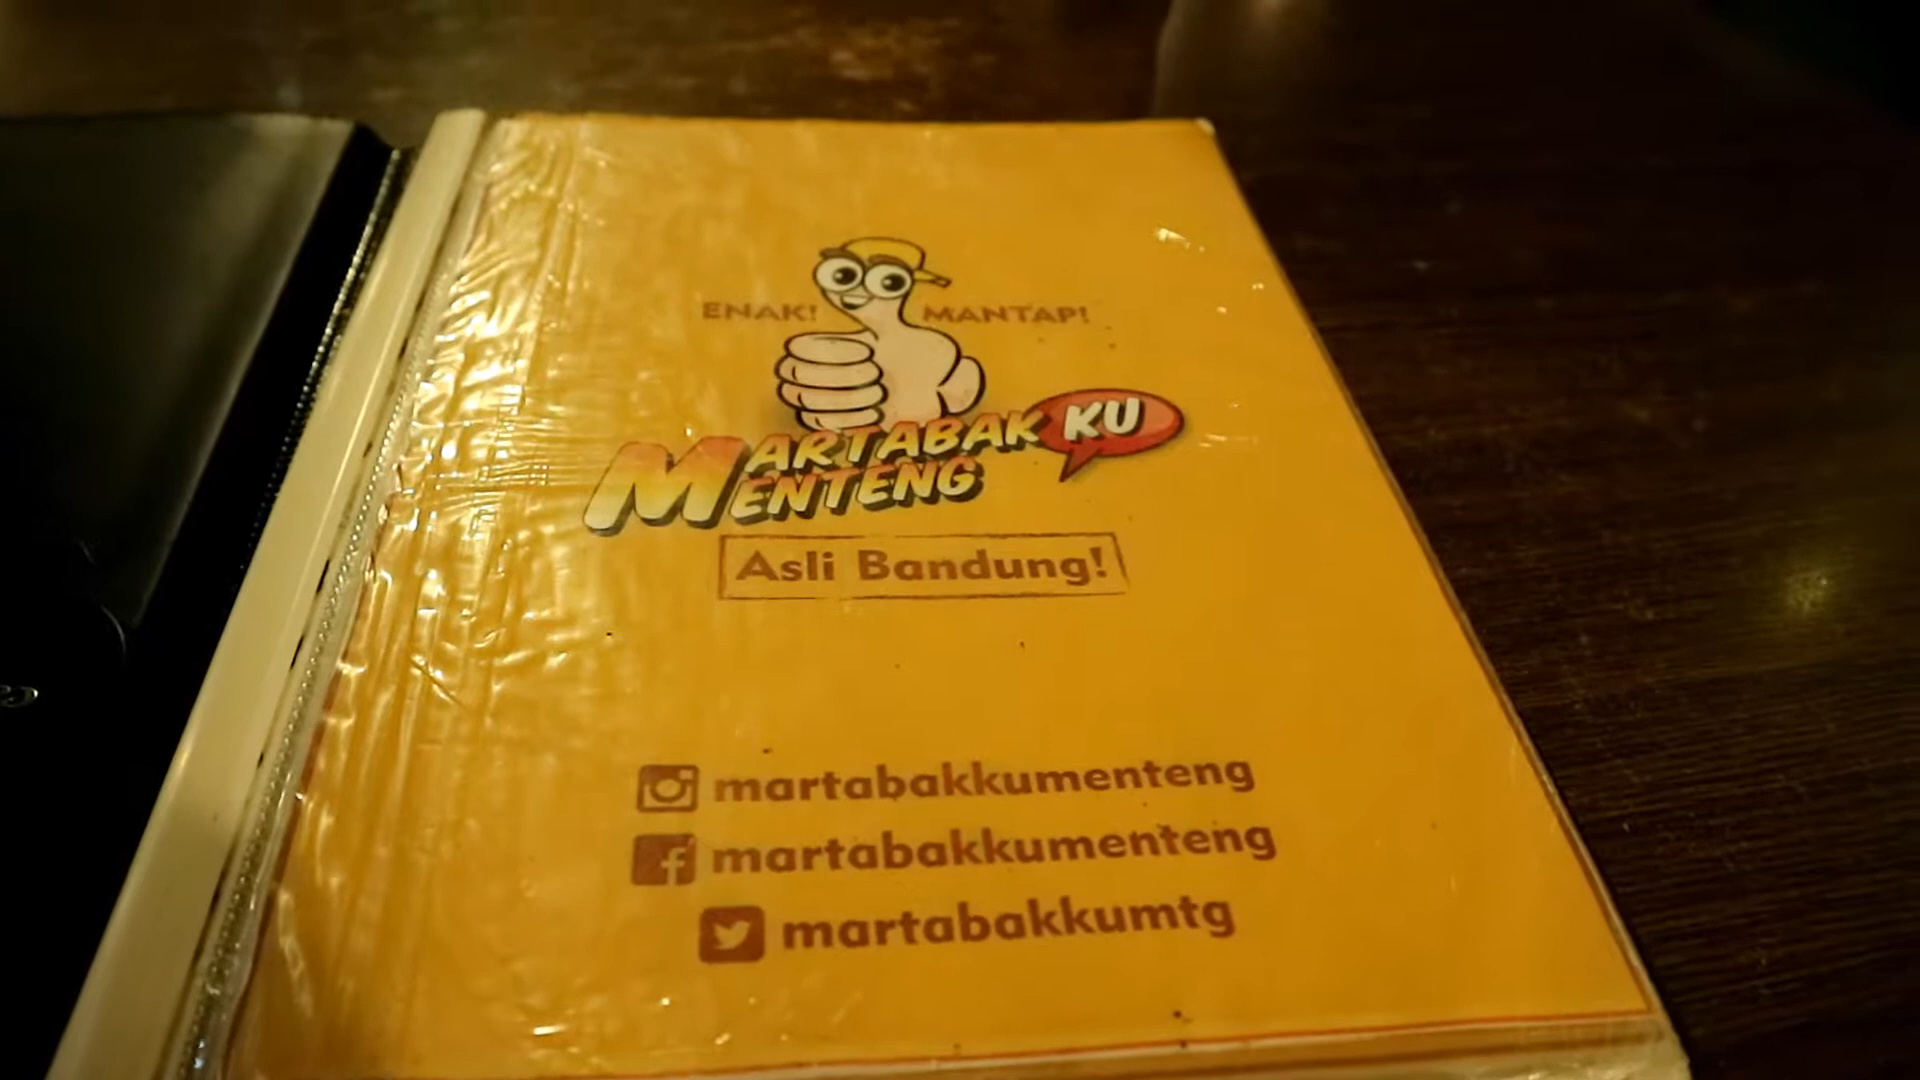 ENAK! MANTAP!
MARTABAK KU
MENTENG
Asli Bandung!
martabakkumenteng
martabakkumenteng
martabakkumtg